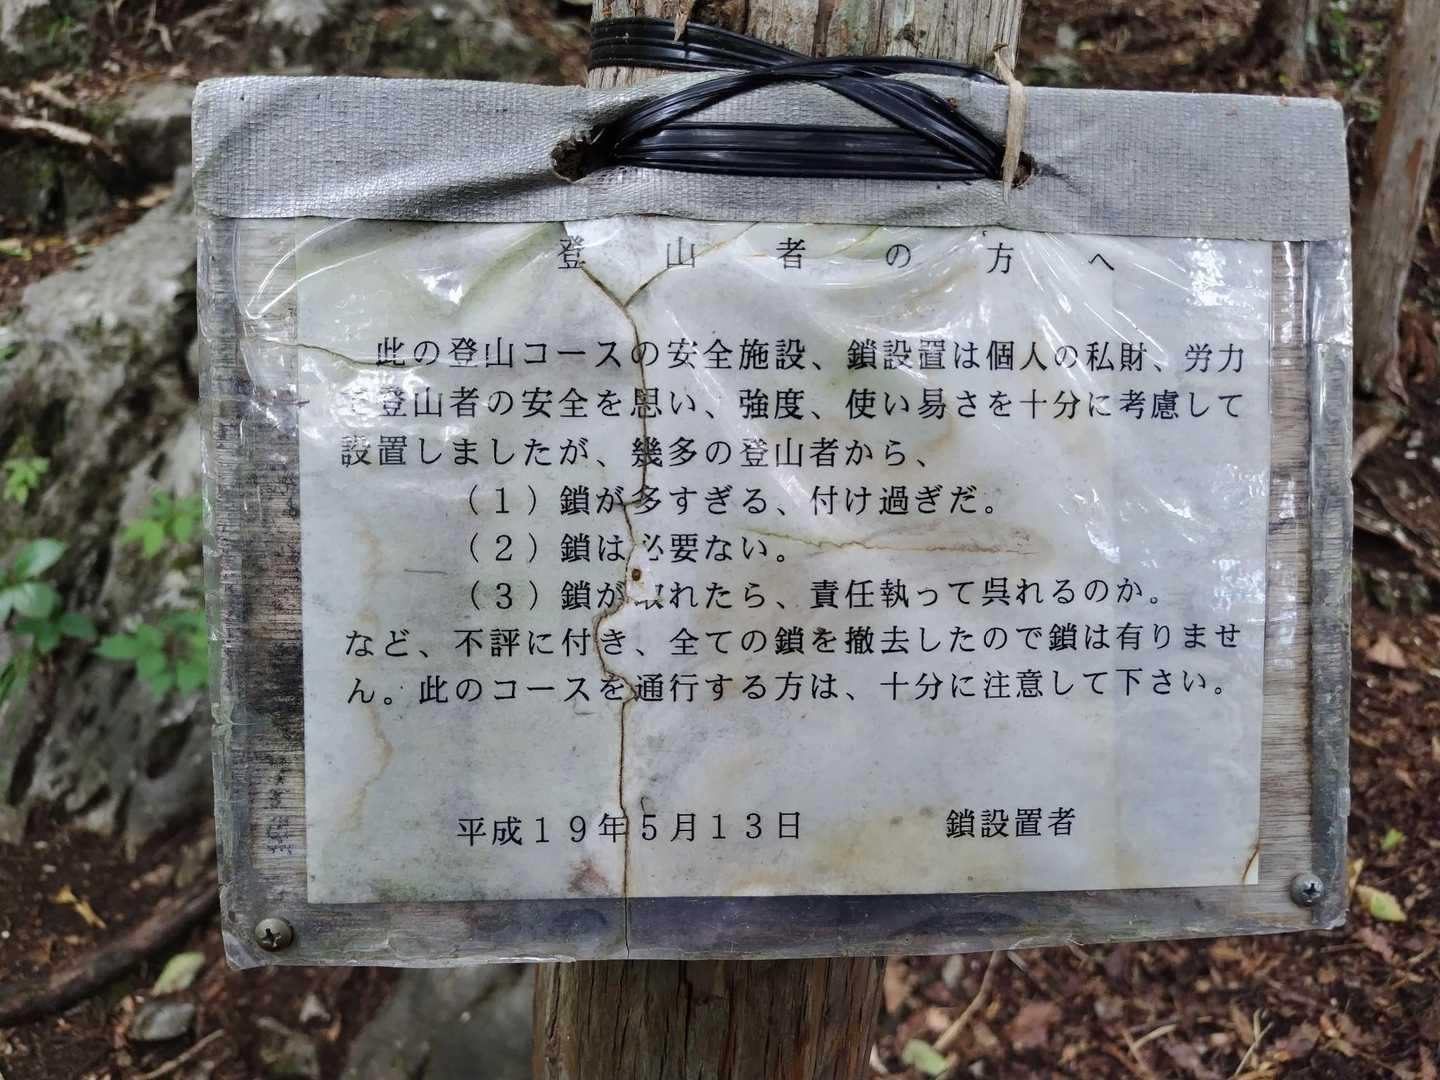 登山者の方へ
此の登山コースの安全施設、鎖設置は個人の私財、労力
で登山者の安全を思い、強度、使い易さを十分に考慮して
設置しましたが、幾多の登山者から、
（１）鎖が多すぎる、付け過ぎだ。
（２）鎖は必要ない。
（３）鎖が取れたら、責任執って呉れるのか。
など、不評に付き、全ての鎖を撤去したので鎖は有りませ
ん。此のコースを通行する方は、十分に注意して下さい。
平成１９年５月１３日　鎖設置者